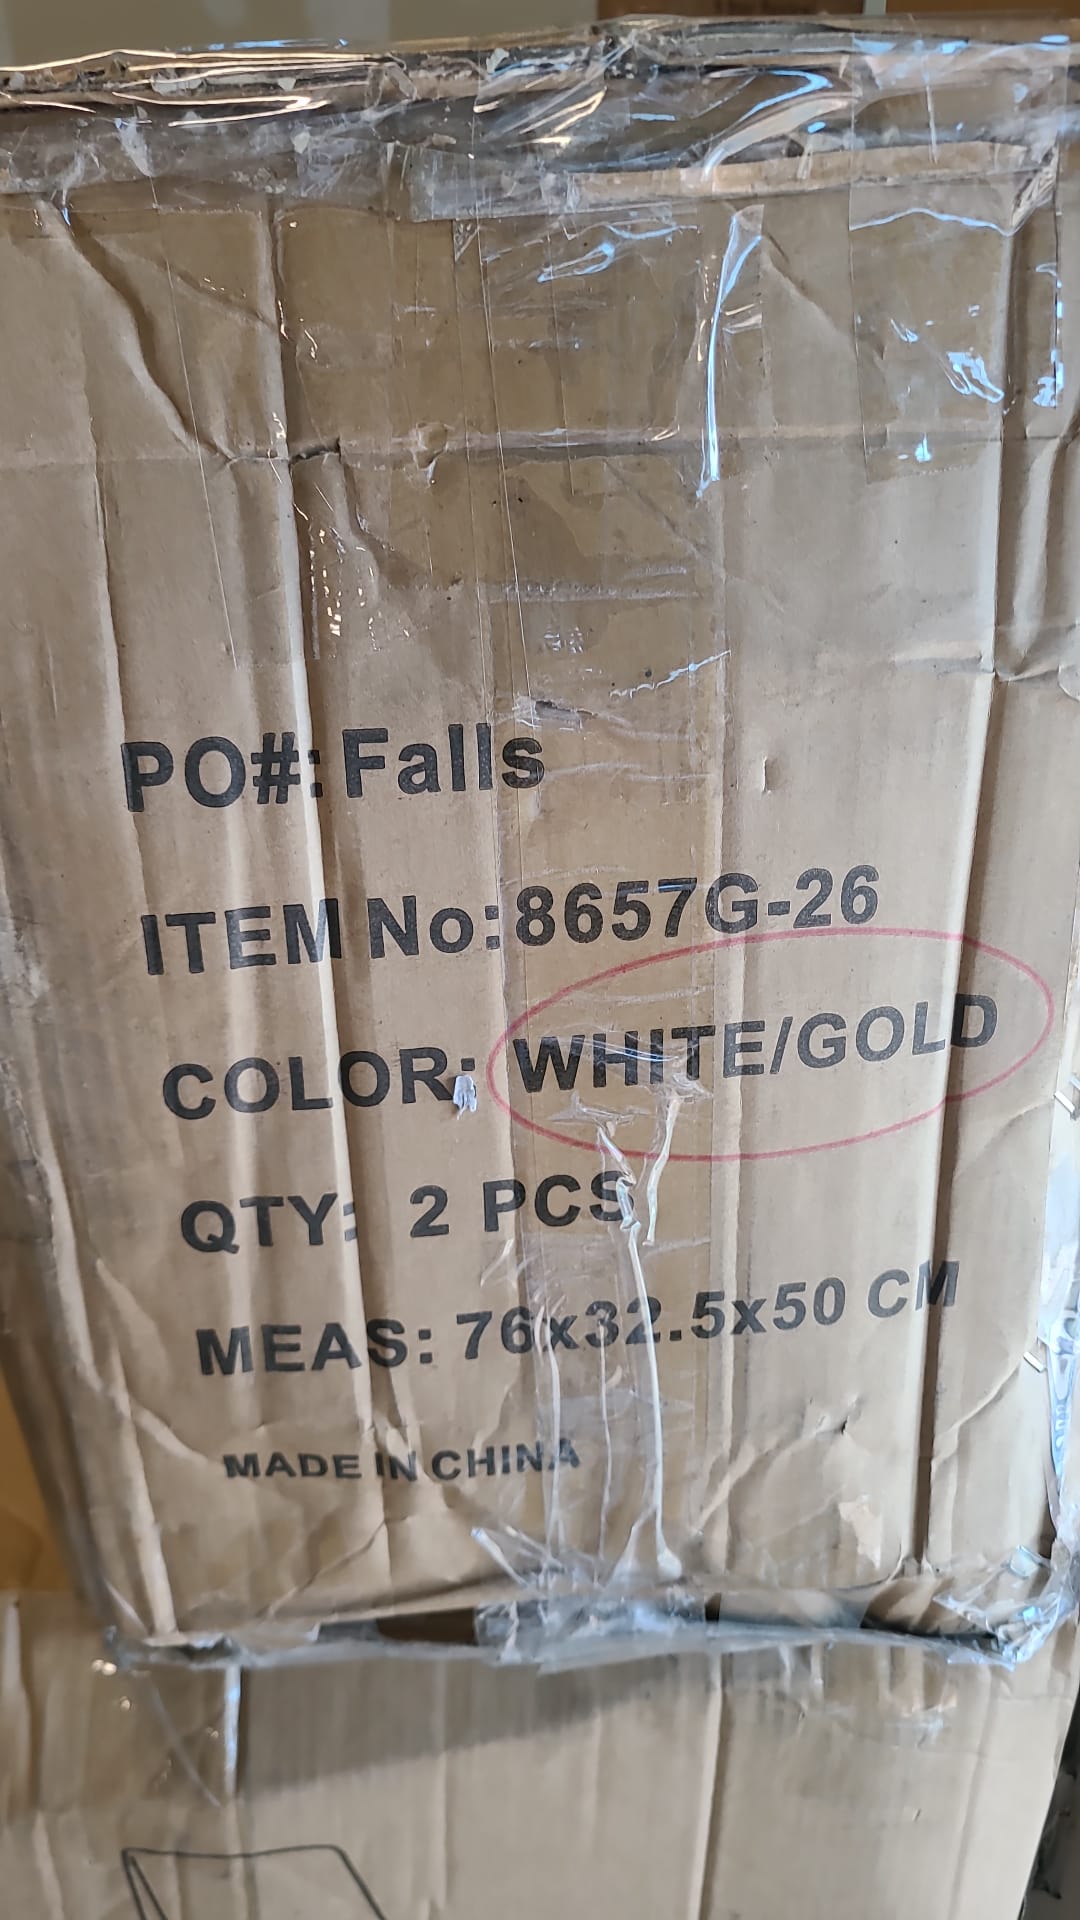 PO#: Falls
ITEM No:8657G-26
COLOR: WHITE/GOLD
QTY: 2 PCS
MEAS: 76x32.5x50 CM
MADE IN CHINA